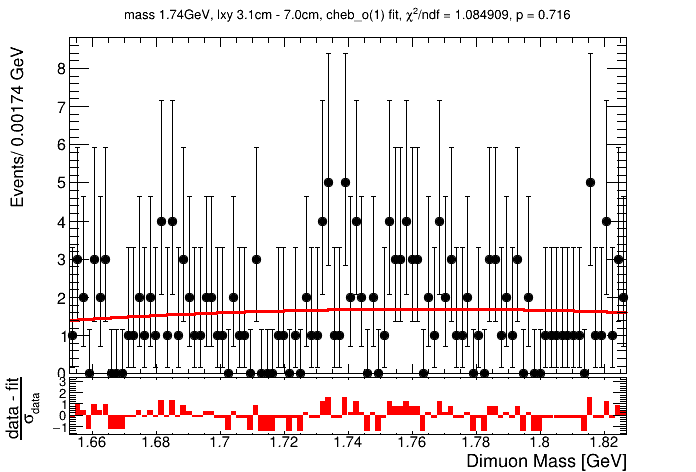 mass 1.74GeV, lxy 3.1cm - 7.0cm, cheb_o(1) fit, χ²/ndf = 1.084909, p = 0.716
Events/ 0.00174 GeV
8
7
6
5
4
3
2
1
0
data - fit
σdata
3
2
1
0
−1
1.66 1.68 1.7 1.72 1.74 1.76 1.78 1.8 1.82
Dimuon Mass [GeV]